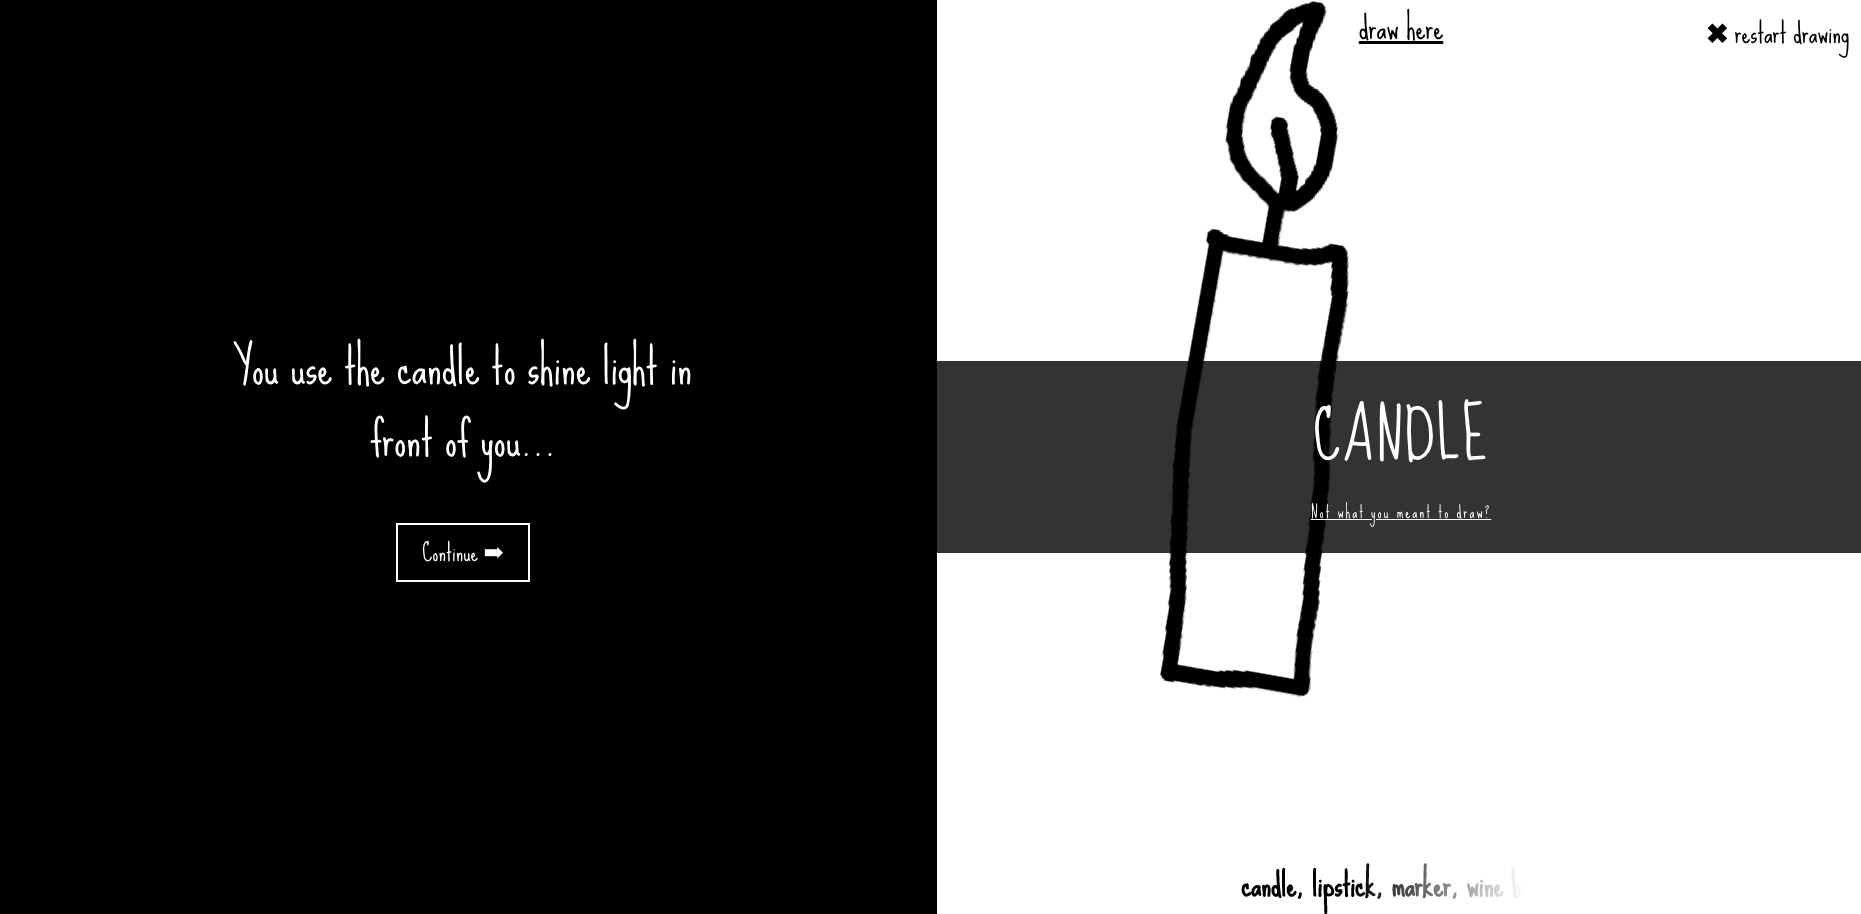 You use the candle to shine light in
front of you...
Continue ➡
draw here
✖ restart drawing
CANDLE
Not what you meant to draw?
candle, lipstick, marker, wine